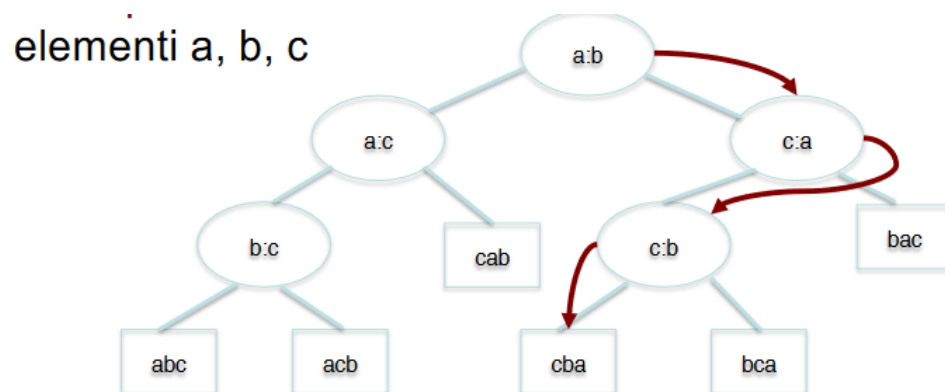 elementi a, b, c
a:b
a:c
c:a
b:c
cab
c:b
bac
abc
acb
cba
bca